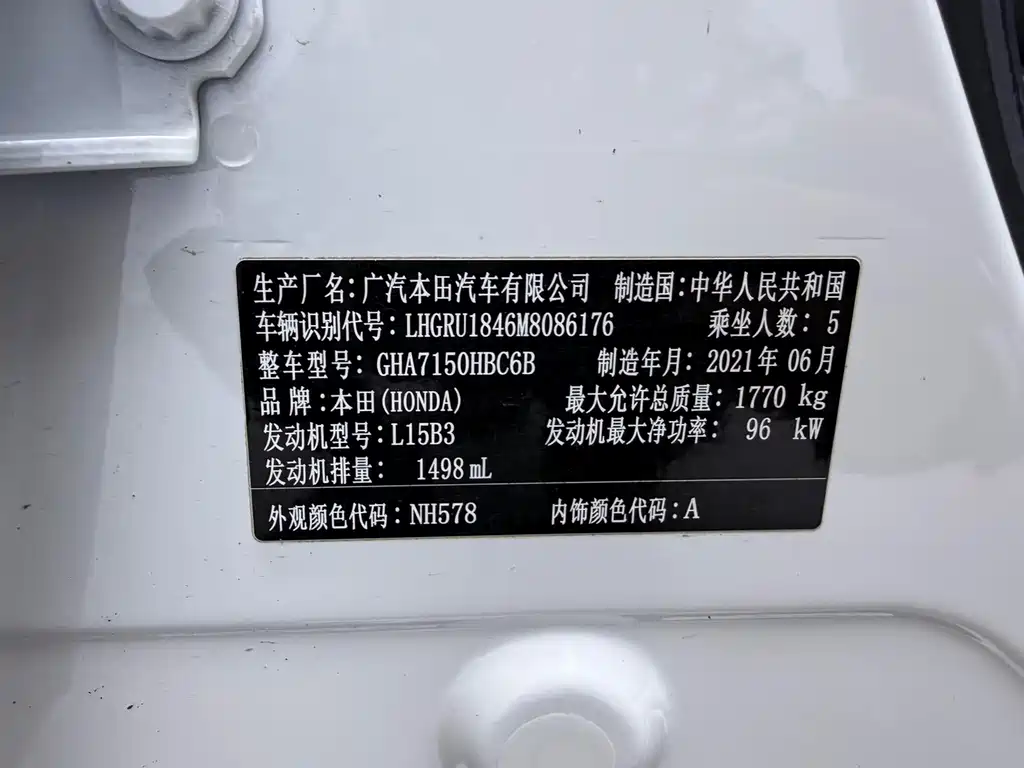 生产厂名:广汽本田汽车有限公司 制造国:中华人民共和国
车辆识别代号:LHGRU1846M8086176 乘坐人数:5
整车型号:GHA7150HBC6B 制造年月:2021年06月
品牌:本田(HONDA) 最大允许总质量:1770 kg
发动机型号:L15B3 发动机最大净功率: 96 kW
发动机排量: 1498mL
外观颜色代码:NH578 内饰颜色代码:A